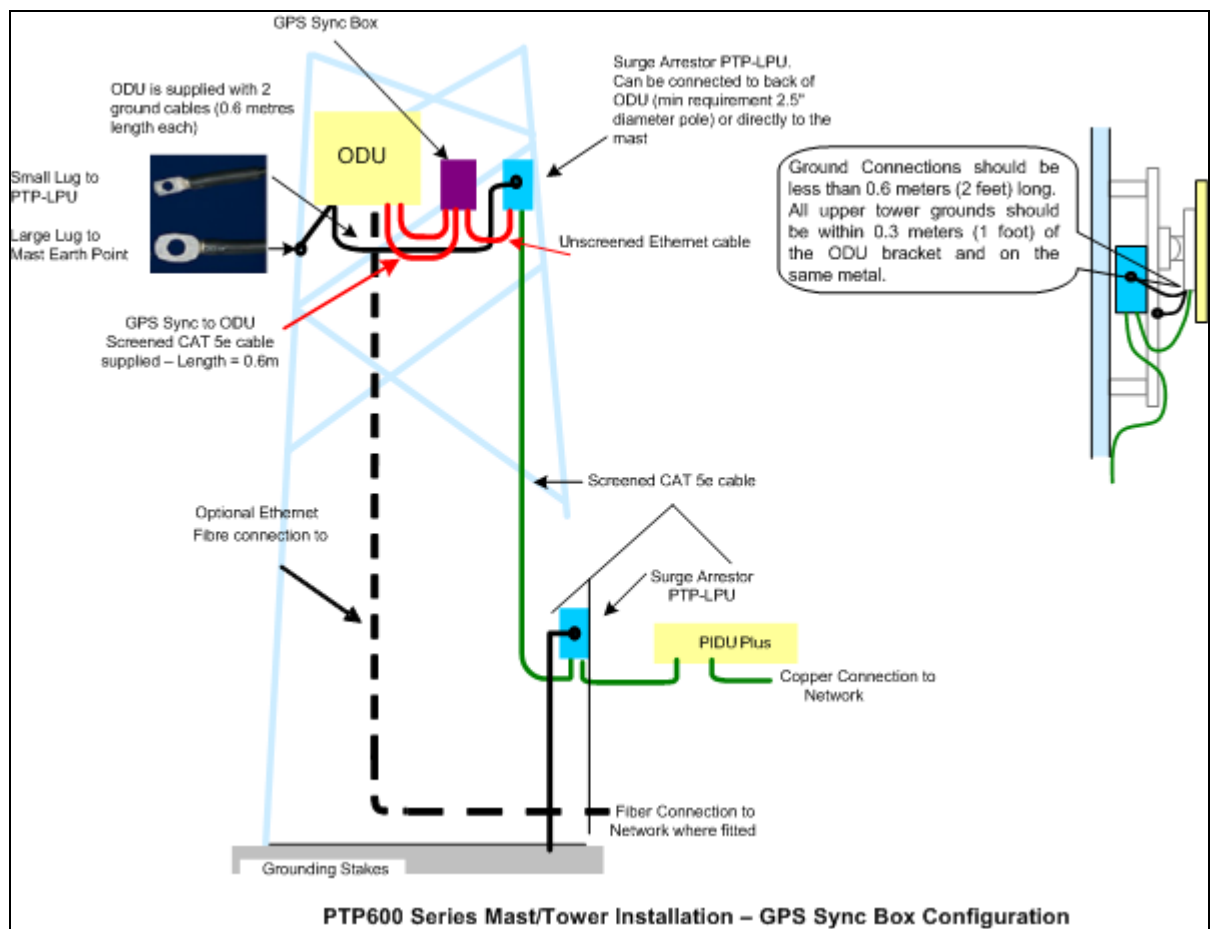 GPS Sync Box
ODU is supplied with 2
ground cables (0.6 metres
length each)
Surge Arrestor PTP-LPU.
Can be connected to back of
ODU (min requirement 2.5"
diameter pole) or directly to the
mast
ODU
Small Lug to
PTP-LPU
Large Lug to
Mast Earth Point
Unscreened Ethernet cable
Ground Connections should be
less than 0.6 meters (2 feet) long.
All upper tower grounds should
be within 0.3 meters (1 foot) of
the ODU bracket and on the
same metal.
GPS Sync to ODU
Screened CAT 5e cable
supplied – Length = 0.6m
Screened CAT 5e cable
Optional Ethernet
Fibre connection to
Surge Arrestor
PTP-LPU
PIDU Plus
Copper Connection to
Network
Fiber Connection to
Network where fitted
Grounding Stakes
PTP600 Series Mast/Tower Installation – GPS Sync Box Configuration